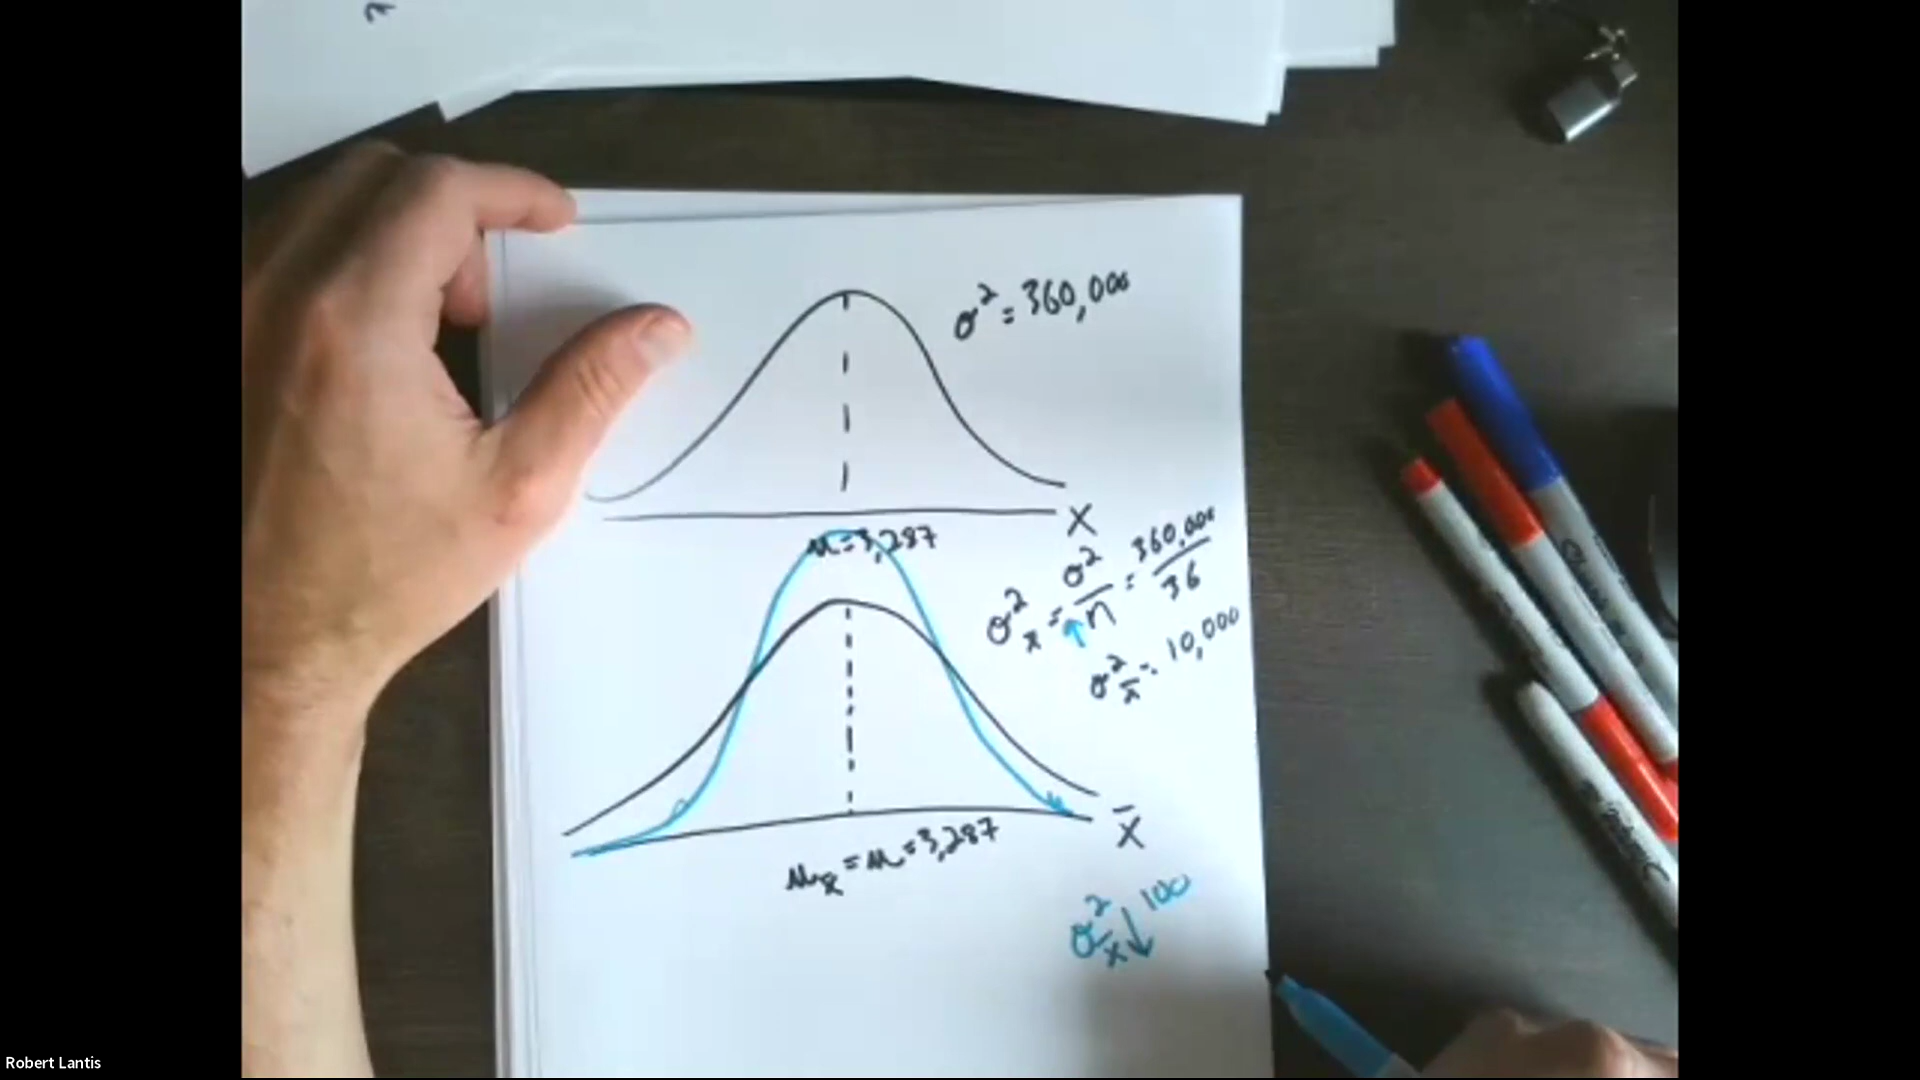 σ² = 360,000
X
μ = 3,287
σ²x̄ = σ²/n = 360,000/36
↑
σ²x̄ = 10,000
x̄
μx̄ = μ = 3,287
σ²x̄ ↓ 100
Robert Lantis